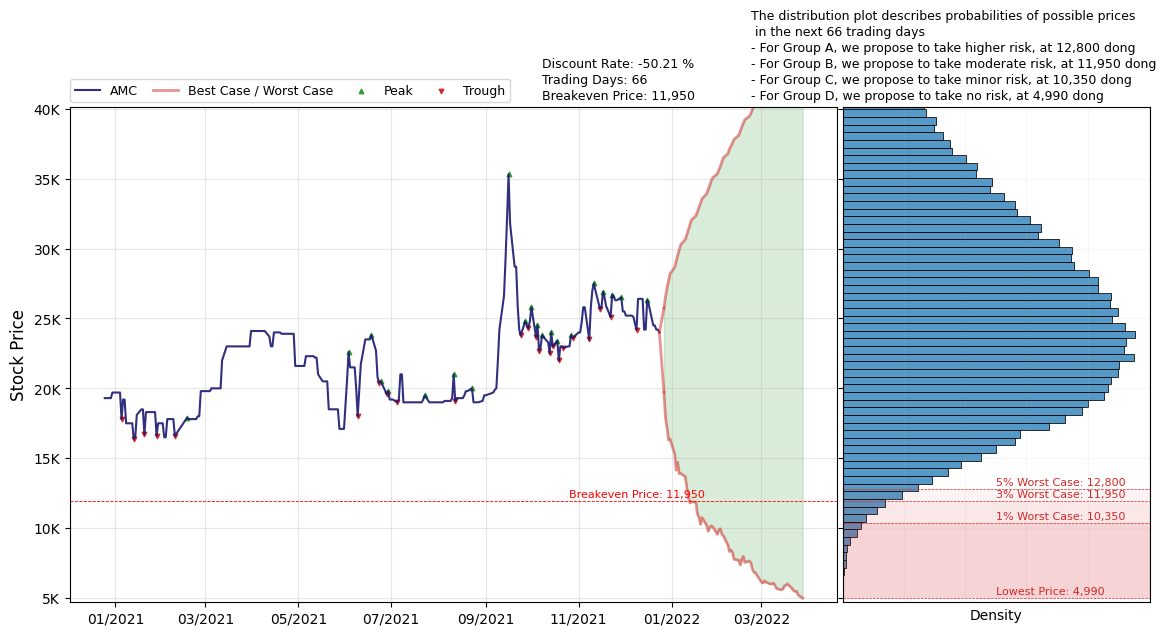 The distribution plot describes probabilities of possible prices
in the next 66 trading days
- For Group A, we propose to take higher risk, at 12,800 dong
- For Group B, we propose to take moderate risk, at 11,950 dong
- For Group C, we propose to take minor risk, at 10,350 dong
- For Group D, we propose to take no risk, at 4,990 dong
Discount Rate: -50.21 %
Trading Days: 66
Breakeven Price: 11,950
AMC Best Case / Worst Case Peak Trough
Stock Price
40K
35K
30K
25K
20K
15K
10K
5K
Breakeven Price: 11,950
5% Worst Case: 12,800
3% Worst Case: 11,950
1% Worst Case: 10,350
Lowest Price: 4,990
01/2021 03/2021 05/2021 07/2021 09/2021 11/2021 01/2022 03/2022
Density